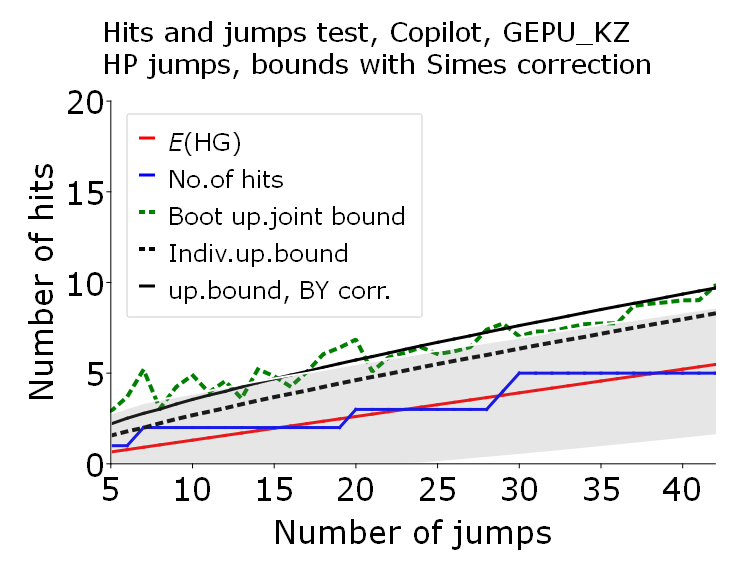 Hits and jumps test, Copilot, GEPU_KZ
HP jumps, bounds with Simes correction
Number of hits
20
15
10
5
0
E(HG)
No.of hits
Boot up.joint bound
Indiv.up.bound
up.bound, BY corr.
5 10 15 20 25 30 35 40
Number of jumps